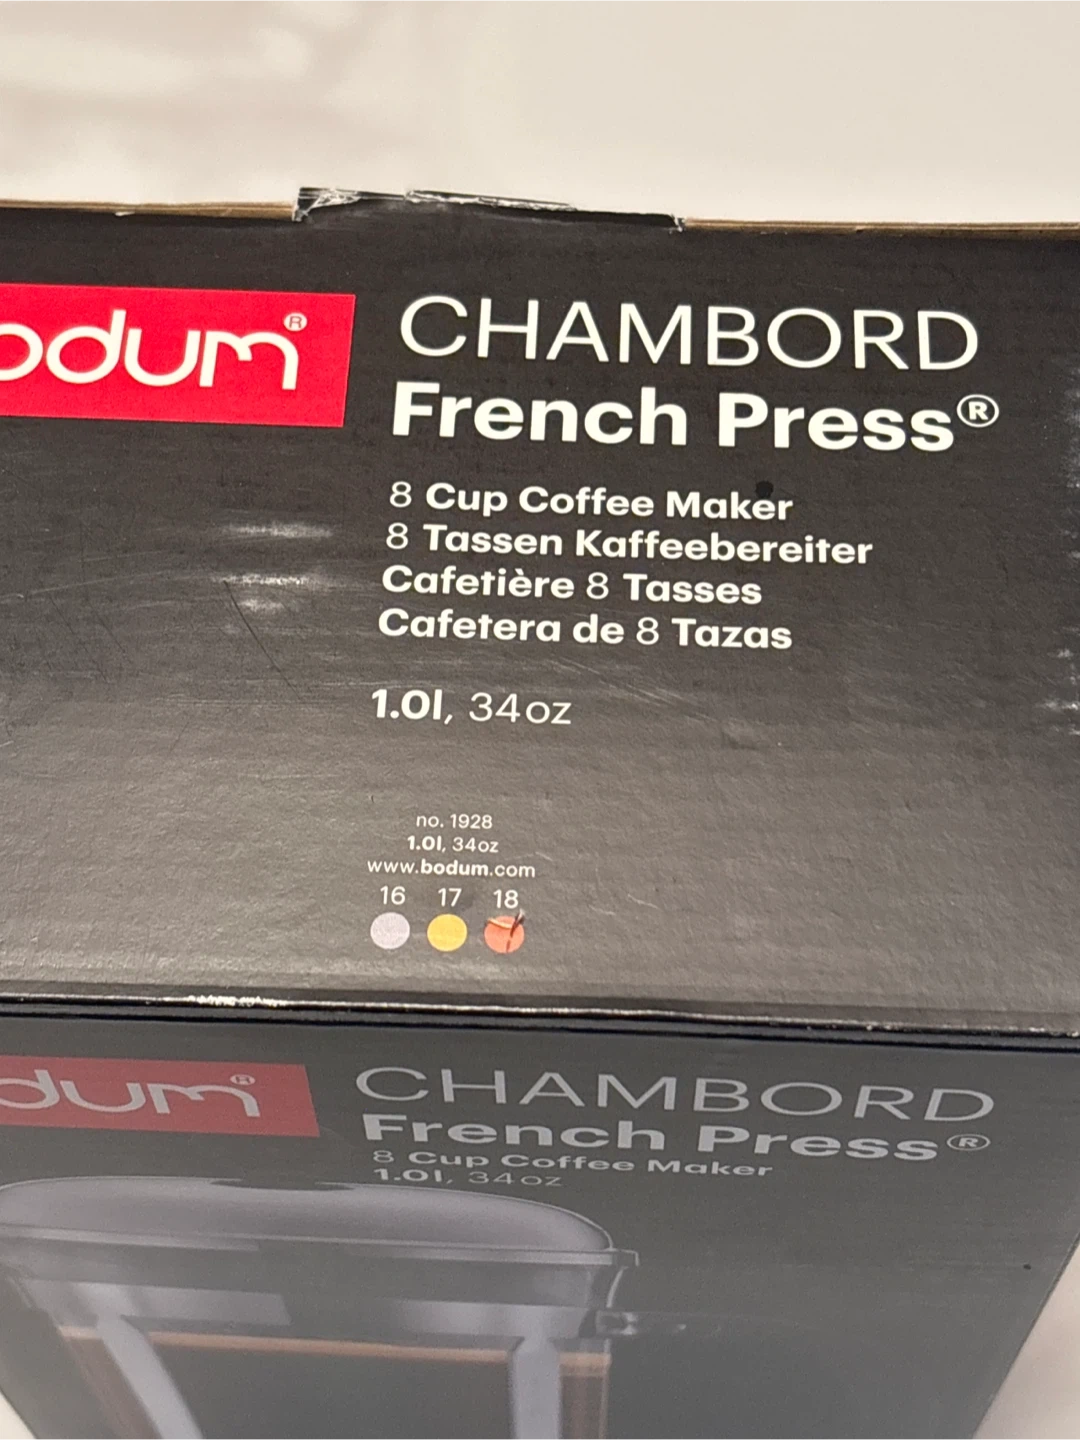 bodum®
CHAMBORD
French Press®
8 Cup Coffee Maker
8 Tassen Kaffeebereiter
Cafetière 8 Tasses
Cafetera de 8 Tazas
1.0l, 34oz
no. 1928
1.0l, 34oz
www.bodum.com
16 17 18
dum®
CHAMBORD
French Press®
8 Cup Coffee Maker
1.0l, 34oz